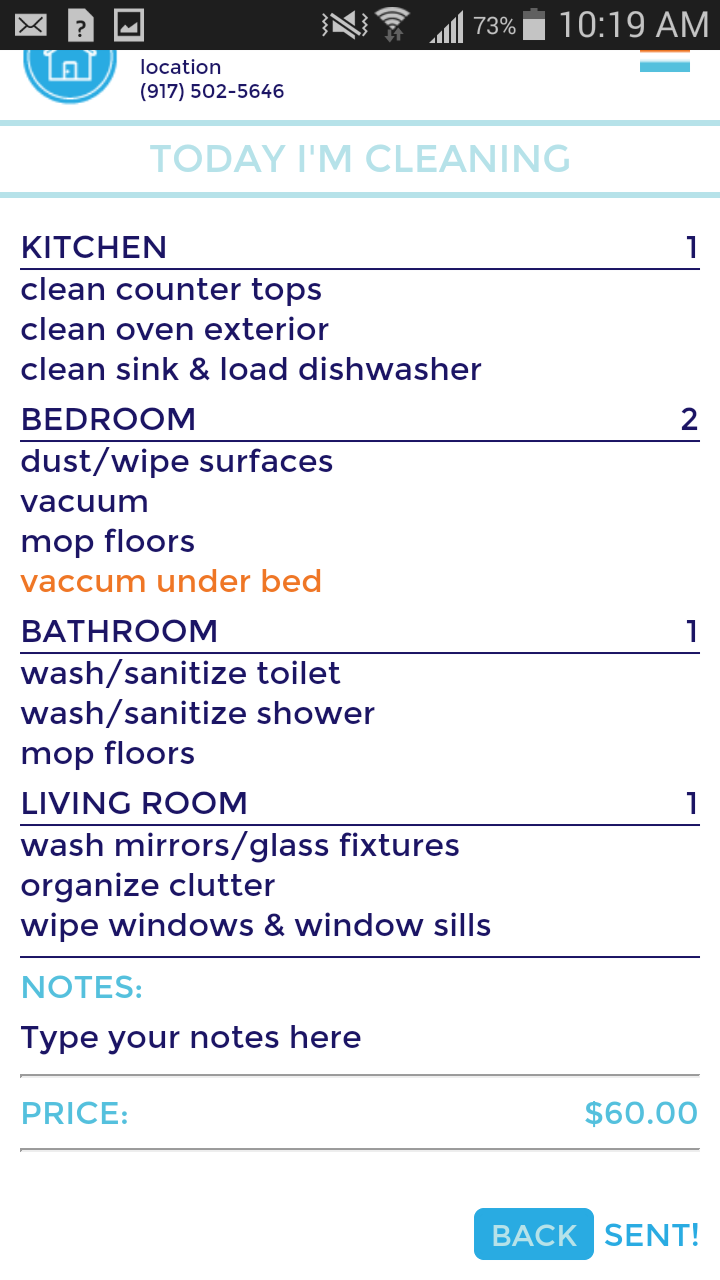 73% 10:19 AM
location
(917) 502-5646
TODAY I'M CLEANING
KITCHEN 1
clean counter tops
clean oven exterior
clean sink & load dishwasher
BEDROOM 2
dust/wipe surfaces
vacuum
mop floors
vaccum under bed
BATHROOM 1
wash/sanitize toilet
wash/sanitize shower
mop floors
LIVING ROOM 1
wash mirrors/glass fixtures
organize clutter
wipe windows & window sills
NOTES:
Type your notes here
PRICE: $60.00
BACK SENT!